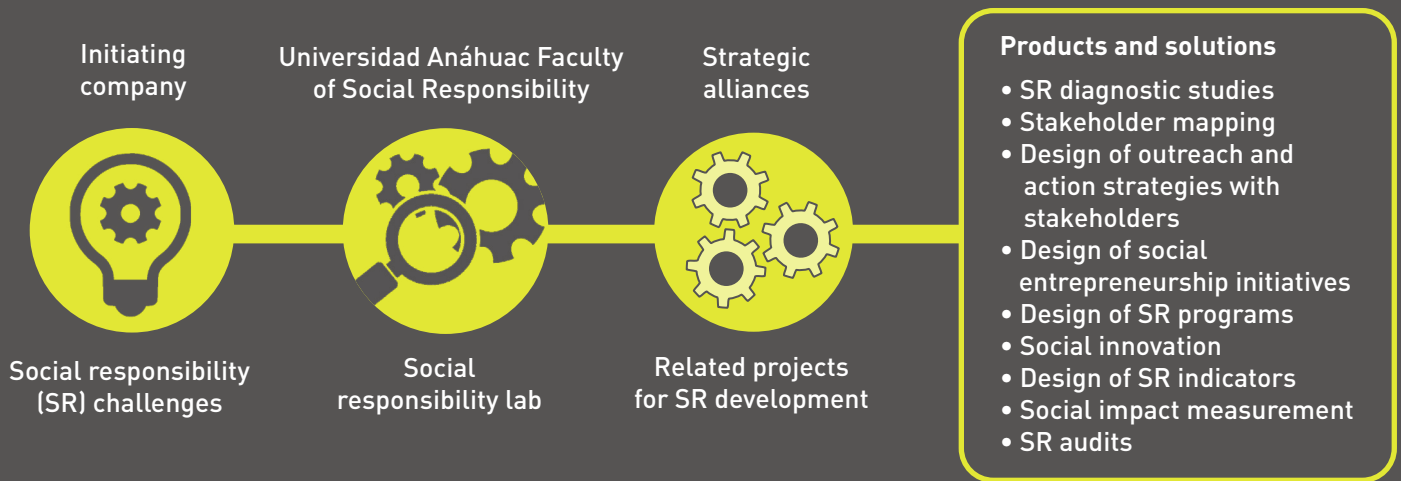 Initiating
company
Universidad Anáhuac Faculty
of Social Responsibility
Strategic
alliances
Social responsibility
(SR) challenges
Social
responsibility lab
Related projects
for SR development
Products and solutions
• SR diagnostic studies
• Stakeholder mapping
• Design of outreach and
action strategies with
stakeholders
• Design of social
entrepreneurship initiatives
• Design of SR programs
• Social innovation
• Design of SR indicators
• Social impact measurement
• SR audits